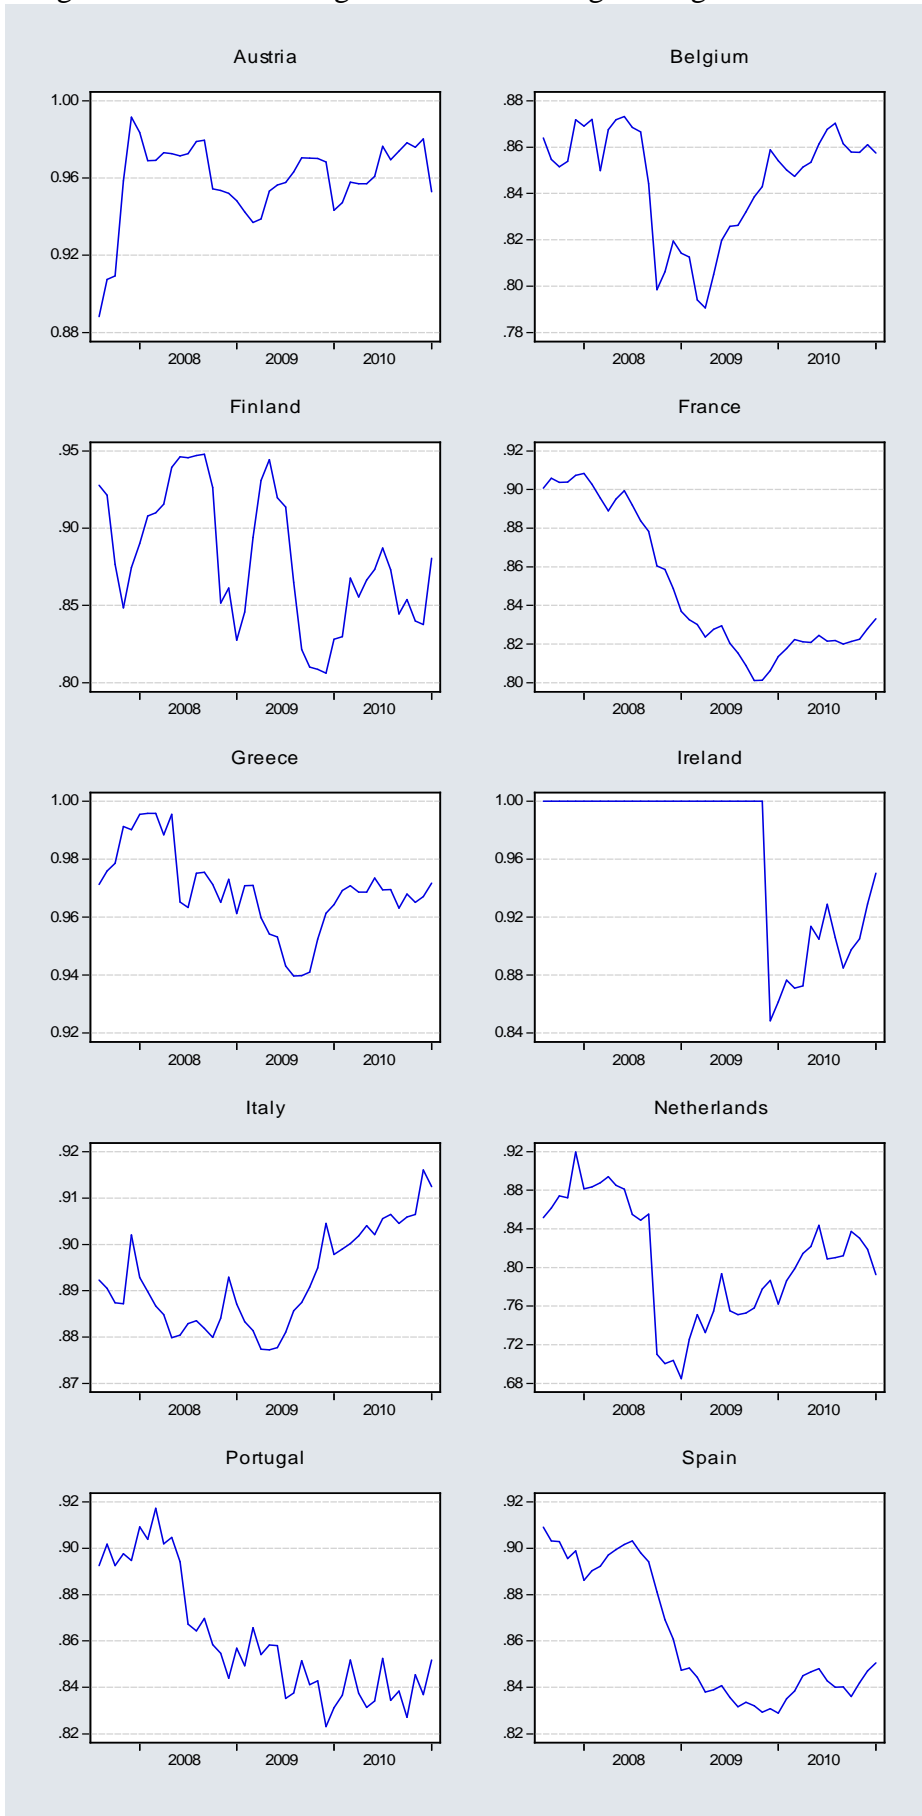 Austria
1.00
0.96
0.92
0.88
2008 2009 2010
Belgium
.88
.86
.84
.82
.80
.78
2008 2009 2010
Finland
.95
.90
.85
.80
2008 2009 2010
France
.92
.90
.88
.86
.84
.82
.80
2008 2009 2010
Greece
1.00
0.98
0.96
0.94
0.92
2008 2009 2010
Ireland
1.00
0.96
0.92
0.88
0.84
2008 2009 2010
Italy
.92
.91
.90
.89
.88
.87
2008 2009 2010
Netherlands
.92
.88
.84
.80
.76
.72
.68
2008 2009 2010
Portugal
.92
.90
.88
.86
.84
.82
2008 2009 2010
Spain
.92
.90
.88
.86
.84
.82
2008 2009 2010